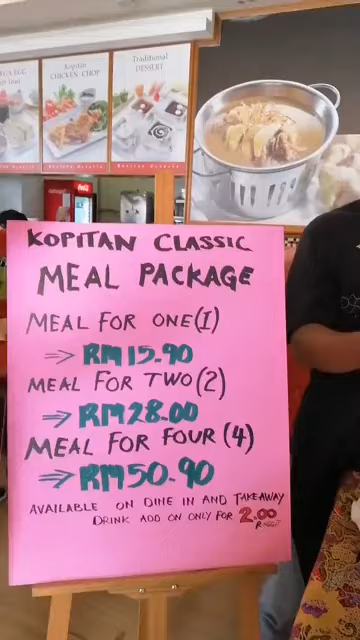 Kopitan
CHICKEN CHOP
Traditional
DESSERT
KOPITAN CLASSIC
MEAL PACKAGE
MEAL FOR ONE(1)
⇒ RM15.90
MEAL FOR TWO(2)
⇒ RM28.00
MEAL FOR FOUR (4)
⇒ RM50.90
AVAILABLE ON DINE IN AND TAKEAWAY
DRINK ADD ON ONLY FOR 2.00